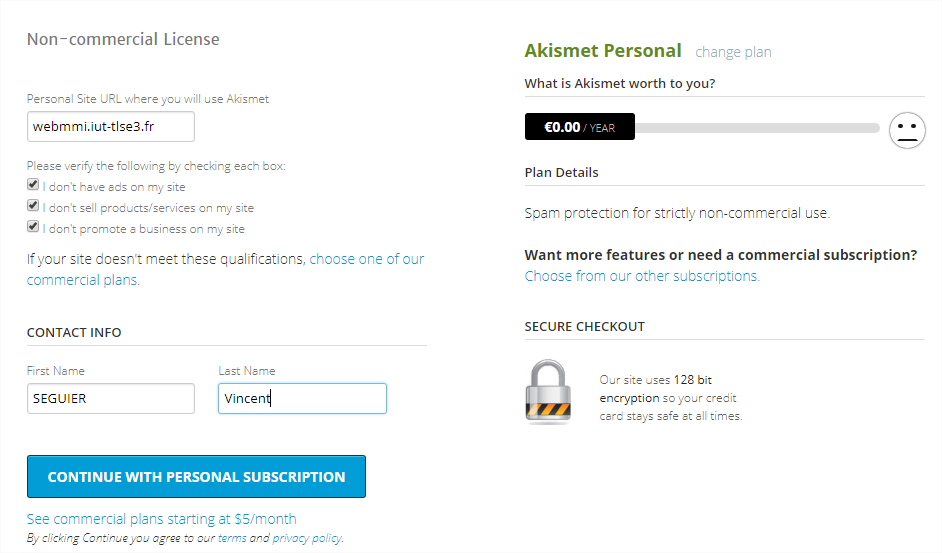 Non-commercial License
Personal Site URL where you will use Akismet
webmmi.iut-tlse3.fr
Please verify the following by checking each box:
I don't have ads on my site
I don't sell products/services on my site
I don't promote a business on my site
If your site doesn't meet these qualifications, choose one of our
commercial plans.
CONTACT INFO
First Name Last Name
SEGUIER Vincent
CONTINUE WITH PERSONAL SUBSCRIPTION
See commercial plans starting at $5/month
By clicking Continue you agree to our terms and privacy policy.
Akismet Personal change plan
What is Akismet worth to you?
€0.00 / YEAR
Plan Details
Spam protection for strictly non-commercial use.
Want more features or need a commercial subscription?
Choose from our other subscriptions.
SECURE CHECKOUT
Our site uses 128 bit
encryption so your credit
card stays safe at all times.